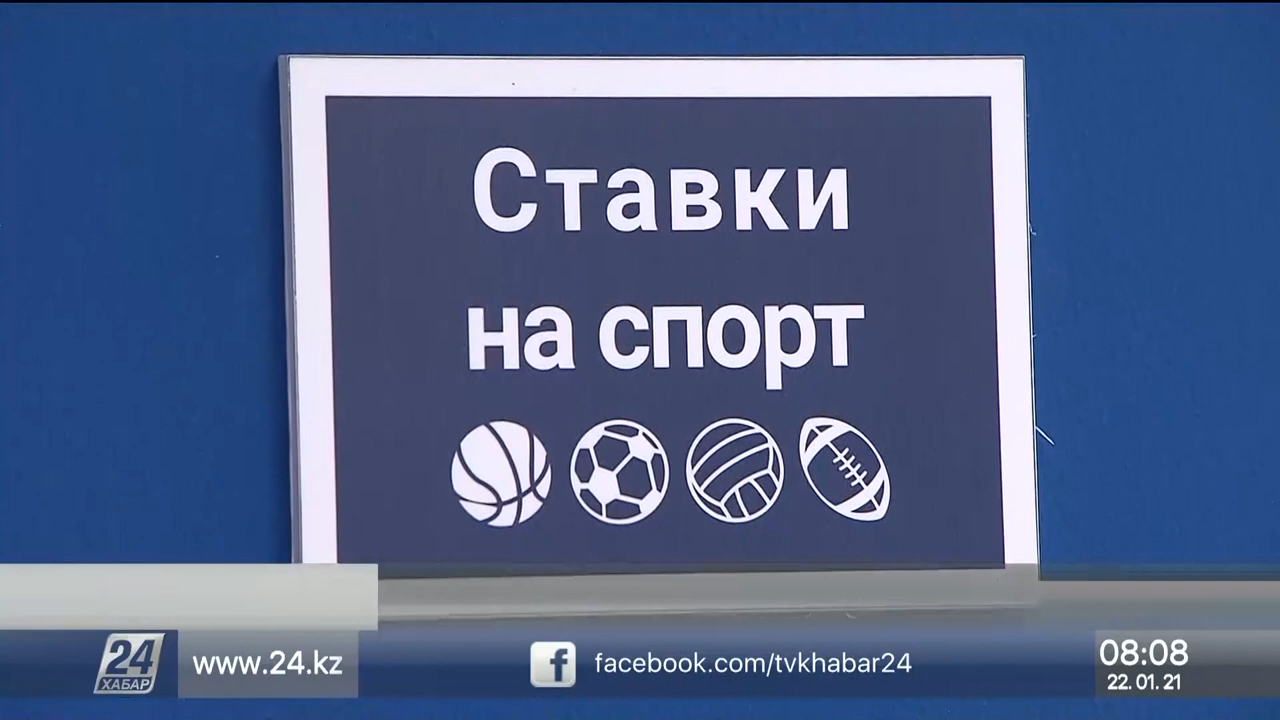 Ставки
на спорт
24
ХАБАР
www.24.kz
f
facebook.com/tvkhabar24
08:08
22.01.21